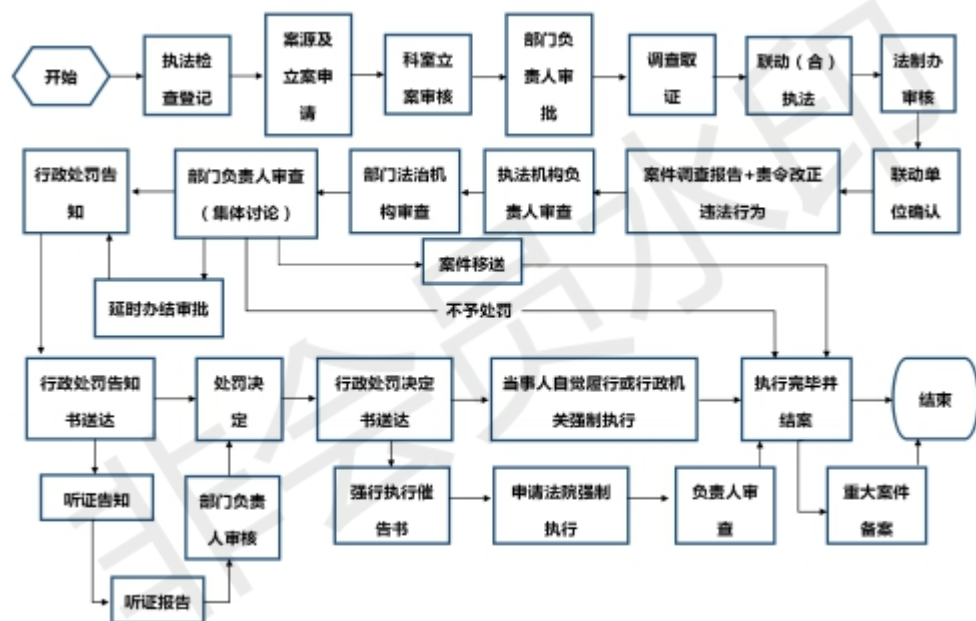 开始
执法检
查登记
案源及
立案申
请
科室立
案审核
部门负
责人审
批
调查取
证
联动（合）
执法
法制办
审核
行政处罚告
知
部门负责人审查
（集体讨论）
部门法治机
构审查
执法机构负
责人审查
案件调查报告+责令改正
违法行为
联动单
位确认
案件移送
延时办结审批
不予处罚
行政处罚告知
书送达
处罚决
定
行政处罚决定
书送达
当事人自觉履行或行政机
关强制执行
执行完毕并
结案
结束
听证告知
部门负责
人审核
强行执行催
告书
申请法院强制
执行
负责人审
查
重大案件
备案
听证报告
非会员水印